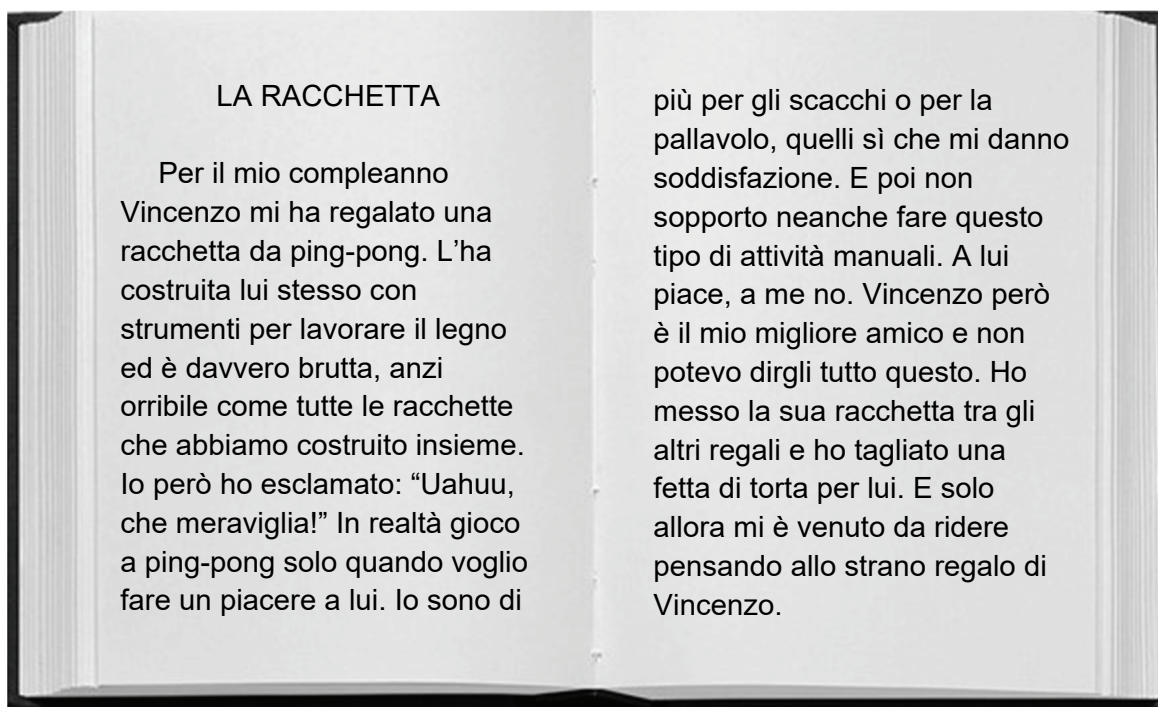 LA RACCHETTA
Per il mio compleanno
Vincenzo mi ha regalato una
racchetta da ping-pong. L’ha
costruita lui stesso con
strumenti per lavorare il legno
ed è davvero brutta, anzi
orribile come tutte le racchette
che abbiamo costruito insieme.
Io però ho esclamato: “Uahuu,
che meraviglia!” In realtà gioco
a ping-pong solo quando voglio
fare un piacere a lui. Io sono di
più per gli scacchi o per la
pallavolo, quelli sì che mi danno
soddisfazione. E poi non
sopporto neanche fare questo
tipo di attività manuali. A lui
piace, a me no. Vincenzo però
è il mio migliore amico e non
potevo dirgli tutto questo. Ho
messo la sua racchetta tra gli
altri regali e ho tagliato una
fetta di torta per lui. E solo
allora mi è venuto da ridere
pensando allo strano regalo di
Vincenzo.